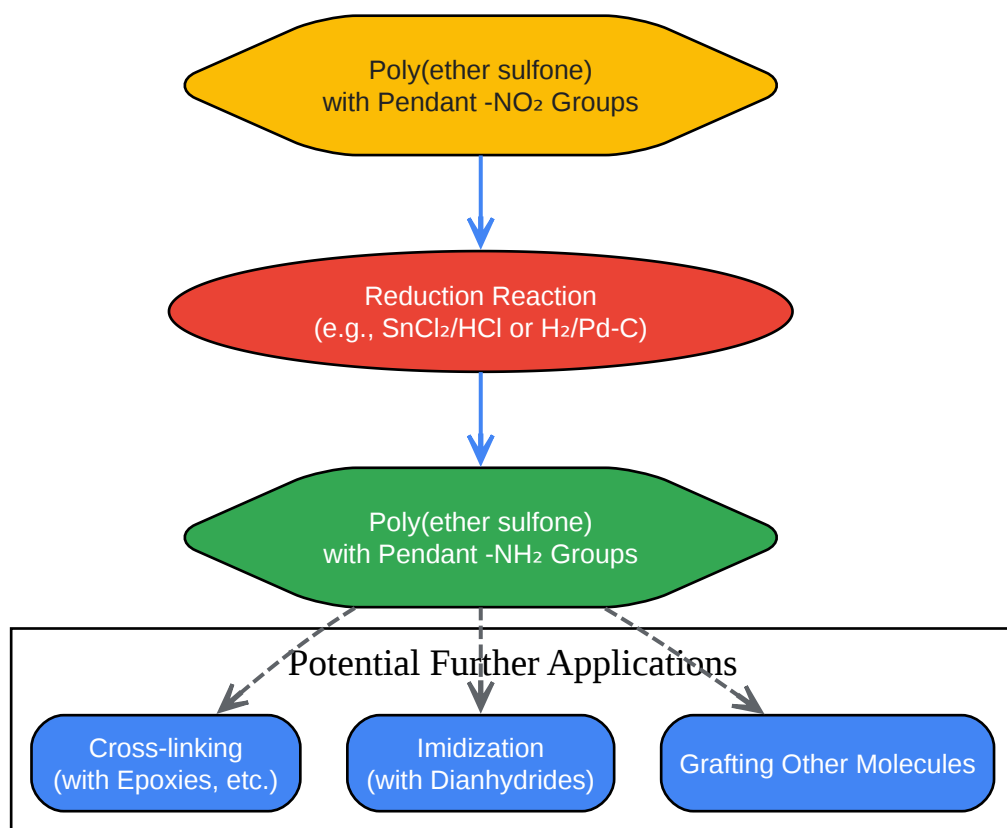 Poly(ether sulfone)
with Pendant -NO₂ Groups
Reduction Reaction
(e.g., SnCl₂/HCl or H₂/Pd-C)
Poly(ether sulfone)
with Pendant -NH₂ Groups
Potential Further Applications
Cross-linking
(with Epoxies, etc.)
Imidization
(with Dianhydrides)
Grafting Other Molecules